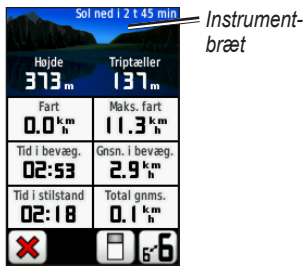 Sol ned i 2 t 45 min
Instrument-
bræt
Højde
Triptæller
373 m
137 m
Fart
Maks. fart
0.0 km/h
11.3 km/h
Tid i bevæg.
Gnsn. i bevæg.
02:53
2.9 km/h
Tid i stilstand
Total gnms.
02:18
0.1 km/h
6 6